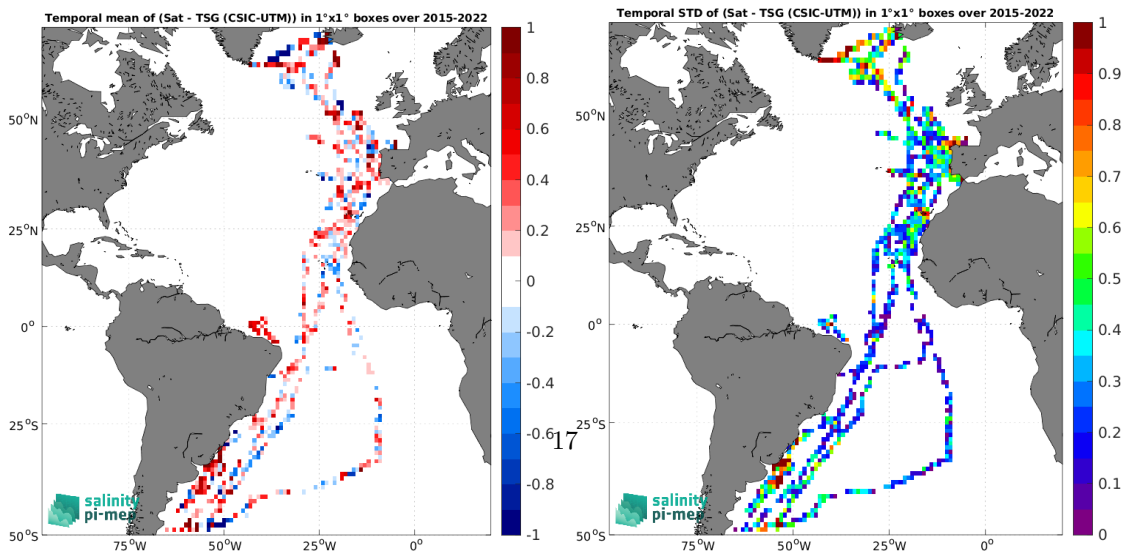 Temporal mean of (Sat - TSG (CSIC-UTM)) in 1°x1° boxes over 2015-2022
50°N
25°N
0°
25°S
50°S
75°W
50°W
25°W
0°
1
0.8
0.6
0.4
0.2
0
-0.2
-0.4
-0.6
-0.8
-1
salinity
pi-mep
17
Temporal STD of (Sat - TSG (CSIC-UTM)) in 1°x1° boxes over 2015-2022
50°N
25°N
0°
25°S
50°S
75°W
50°W
25°W
0°
1
0.9
0.8
0.7
0.6
0.5
0.4
0.3
0.2
0.1
0
salinity
pi-mep